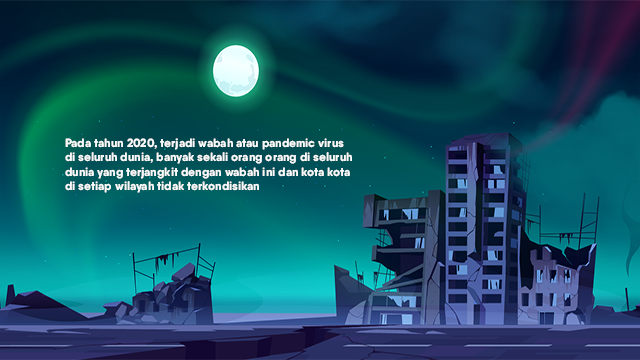 Pada tahun 2020, terjadi wabah atau pandemic virus
di seluruh dunia, banyak sekali orang orang di seluruh
dunia yang terjangkit dengan wabah ini dan kota kota
di setiap wilayah tidak terkondisikan